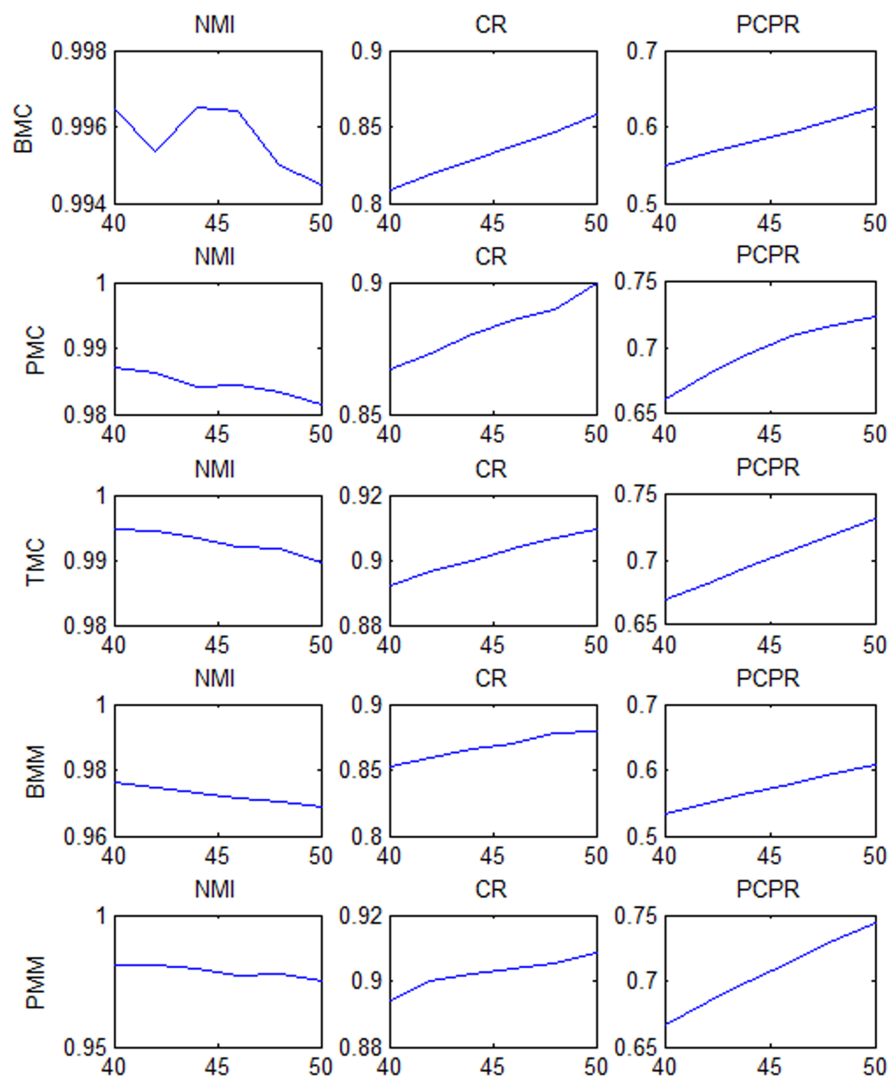 NMI CR PCPR
0.998 0.9 0.7
BMC 0.996 0.85 0.6
0.994 0.8 0.5
40 45 50 40 45 50 40 45 50
NMI CR PCPR
1 0.9 0.75
PMC 0.99 0.7
0.98 0.85 0.65
40 45 50 40 45 50 40 45 50
NMI CR PCPR
1 0.92 0.75
TMC 0.99 0.9 0.7
0.98 0.88 0.65
40 45 50 40 45 50 40 45 50
NMI CR PCPR
1 0.9 0.7
BMM 0.98 0.85 0.6
0.96 0.8 0.5
40 45 50 40 45 50 40 45 50
NMI CR PCPR
1 0.92 0.75
PMM 0.9 0.7
0.95 0.88 0.65
40 45 50 40 45 50 40 45 50